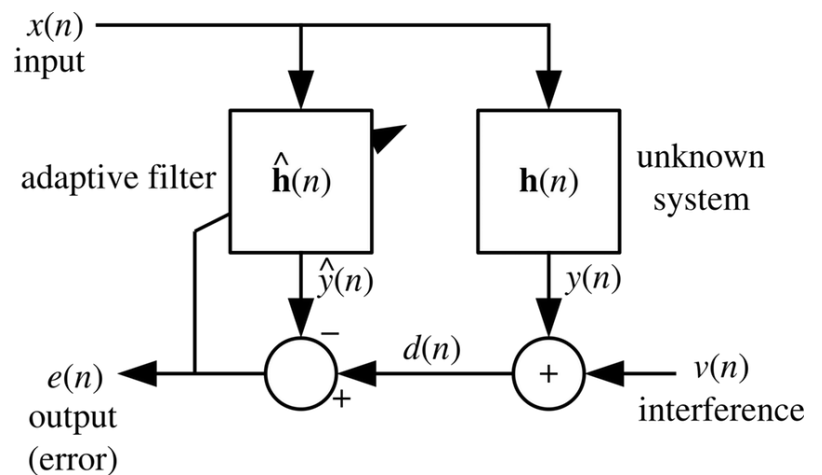 x(n)
input
adaptive filter
ĥ(n)
h(n)
unknown
system
ŷ(n)
y(n)
−
+
d(n)
+
e(n)
output
(error)
v(n)
interference